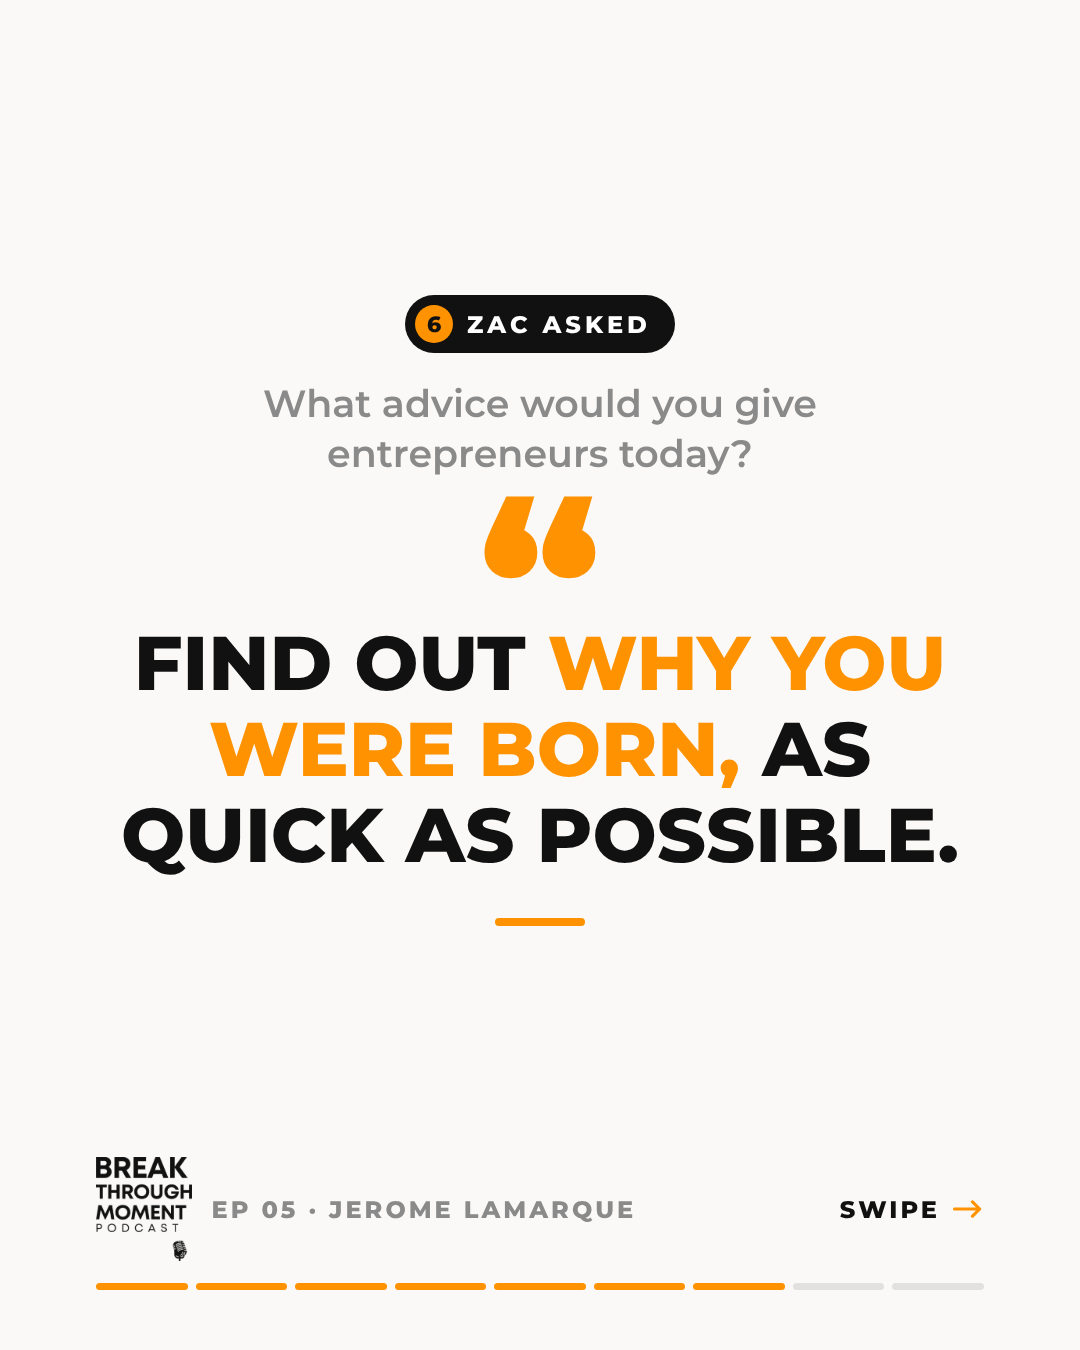 6 ZAC ASKED
What advice would you give
entrepreneurs today?
“
FIND OUT WHY YOU
WERE BORN, AS
QUICK AS POSSIBLE.
BREAK
THROUGH
MOMENT
PODCAST
EP 05 · JEROME LAMARQUE
SWIPE →